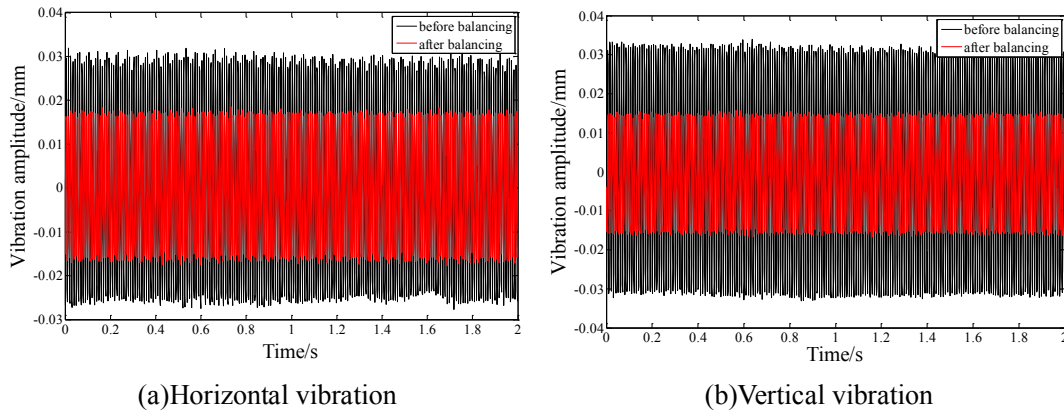 0.04
0.03
0.02
0.01
0
-0.01
-0.02
-0.03
Vibration amplitude/mm
before balancing
after balancing
0 0.2 0.4 0.6 0.8 1 1.2 1.4 1.6 1.8 2
Time/s
(a)Horizontal vibration
0.04
0.03
0.02
0.01
0
-0.01
-0.02
-0.03
-0.04
Vibration amplitude/mm
before balancing
after balancing
0 0.2 0.4 0.6 0.8 1 1.2 1.4 1.6 1.8 2
Time/s
(b)Vertical vibration